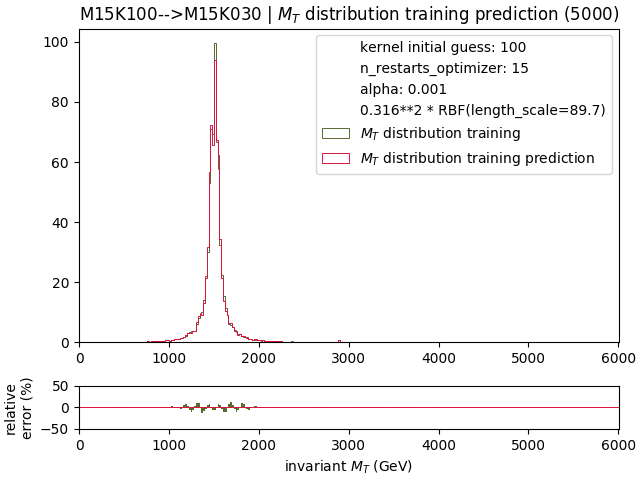 M15K100-->M15K030 | M_T distribution training prediction (5000)
100
80
60
40
20
0
kernel initial guess: 100
n_restarts_optimizer: 15
alpha: 0.001
0.316**2 * RBF(length_scale=89.7)
M_T distribution training
M_T distribution training prediction
0 1000 2000 3000 4000 5000 6000
relative
error (%)
50
0
−50
0 1000 2000 3000 4000 5000 6000
invariant M_T (GeV)